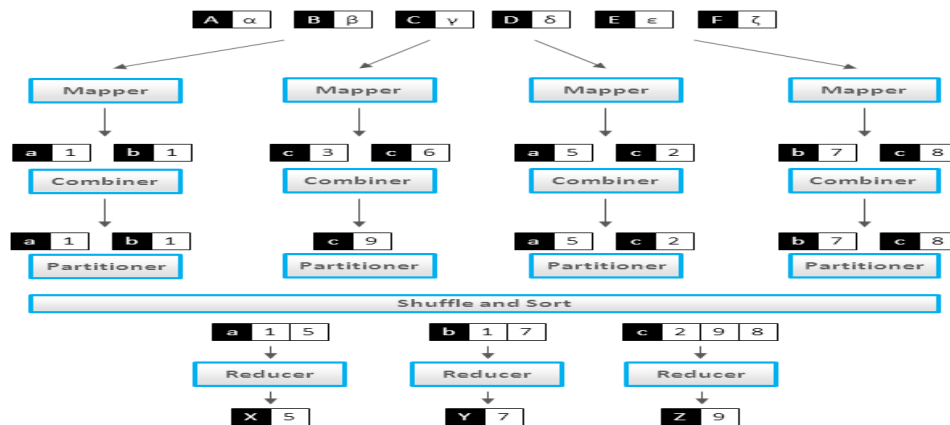 A α B β C γ D δ E ε F ζ
Mapper Mapper Mapper Mapper
a 1 b 1 c 3 c 6 a 5 c 2 b 7 c 8
Combiner Combiner Combiner Combiner
a 1 b 1 c 9 a 5 c 2 b 7 c 8
Partitioner Partitioner Partitioner Partitioner
Shuffle and Sort
a 1 5 b 1 7 c 2 9 8
Reducer Reducer Reducer
X 5 Y 7 Z 9